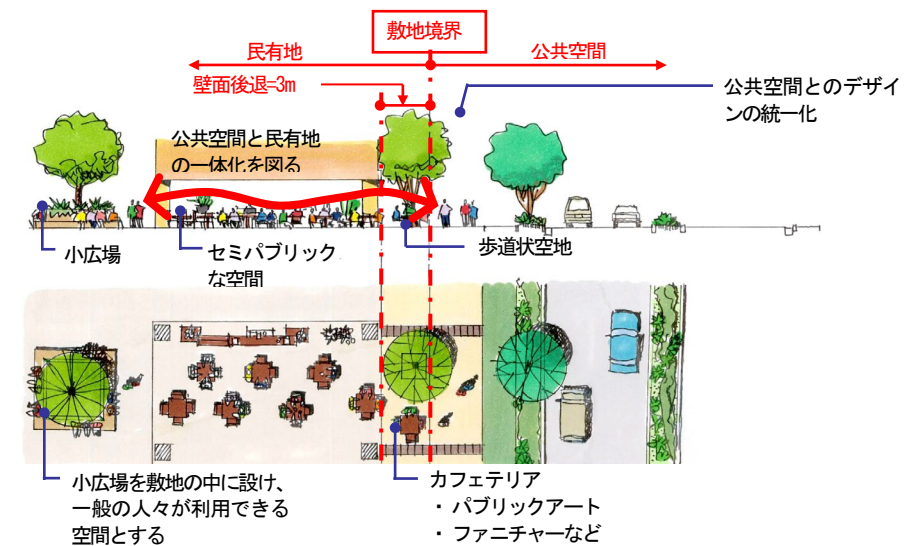 敷地境界
民有地
公共空間
壁面後退=3m
公共空間とのデザイ
ンの統一化
公共空間と民有地
の一体化を図る
小広場
セミパブリック
な空間
歩道状空地
小広場を敷地の中に設け、
一般の人々が利用できる
空間とする
カフェテリア
・パブリックアート
・ファニチャーなど